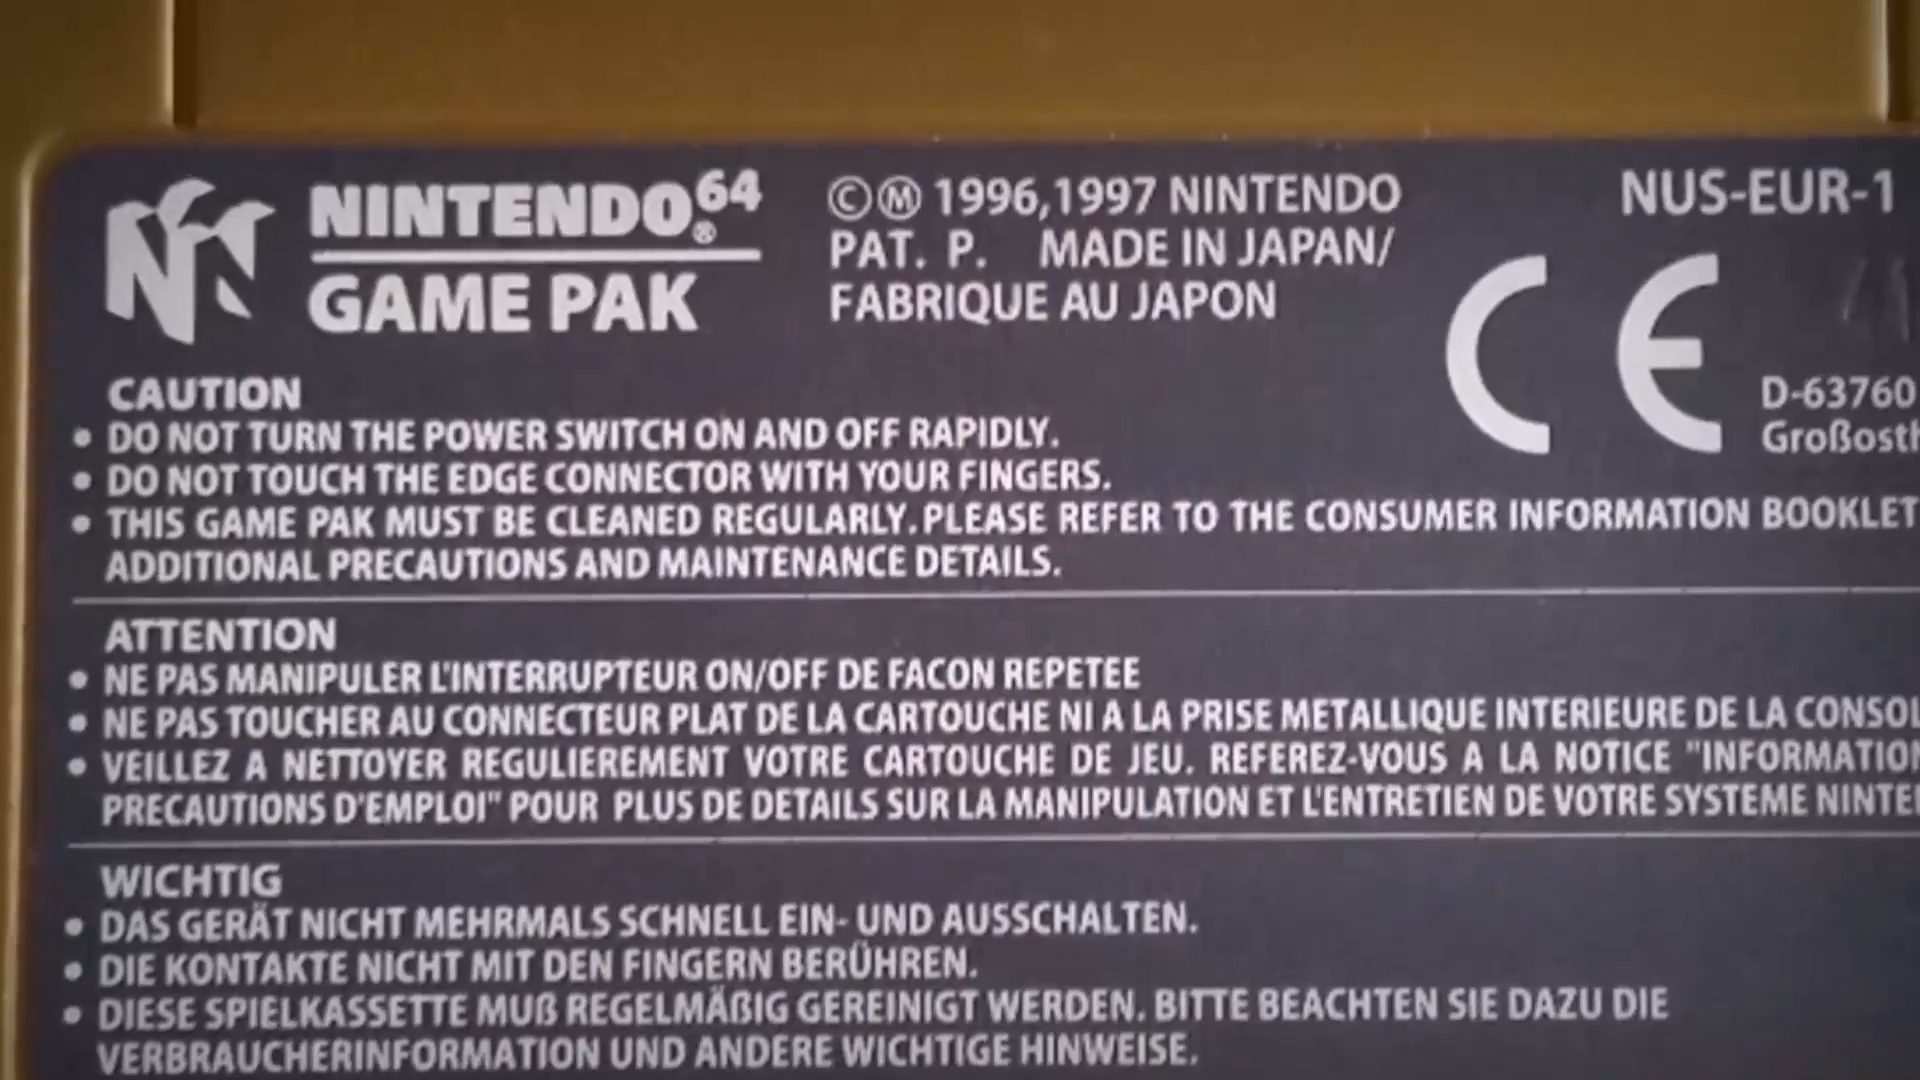 NINTENDO64® ©Ⓜ 1996,1997 NINTENDO NUS-EUR-1
GAME PAK PAT. P. MADE IN JAPAN/
FABRIQUE AU JAPON
CE
D-63760
CAUTION
• DO NOT TURN THE POWER SWITCH ON AND OFF RAPIDLY.
• DO NOT TOUCH THE EDGE CONNECTOR WITH YOUR FINGERS.
• THIS GAME PAK MUST BE CLEANED REGULARLY. PLEASE REFER TO THE CONSUMER INFORMATION BOOKLET
ADDITIONAL PRECAUTIONS AND MAINTENANCE DETAILS.
ATTENTION
• NE PAS MANIPULER L'INTERRUPTEUR ON/OFF DE FACON REPETEE
• NE PAS TOUCHER AU CONNECTEUR PLAT DE LA CARTOUCHE NI A LA PRISE METALLIQUE INTERIEURE DE LA
• VEILLEZ A NETTOYER REGULIEREMENT VOTRE CARTOUCHE DE JEU. REFEREZ-VOUS A LA NOTICE
PRECAUTIONS D'EMPLOI" POUR PLUS DE DETAILS SUR LA MANIPULATION ET L'ENTRETIEN DE VOTRE SYSTEME
WICHTIG
• DAS GERÄT NICHT MEHRMALS SCHNELL EIN- UND AUSSCHALTEN.
• DIE KONTAKTE NICHT MIT DEN FINGERN BERÜHREN.
• DIESE SPIELKASSETTE MUß REGELMÄßIG GEREINIGT WERDEN. BITTE BEACHTEN SIE DAZU DIE
VERBRAUCHERINFORMATION UND ANDERE WICHTIGE HINWEISE.